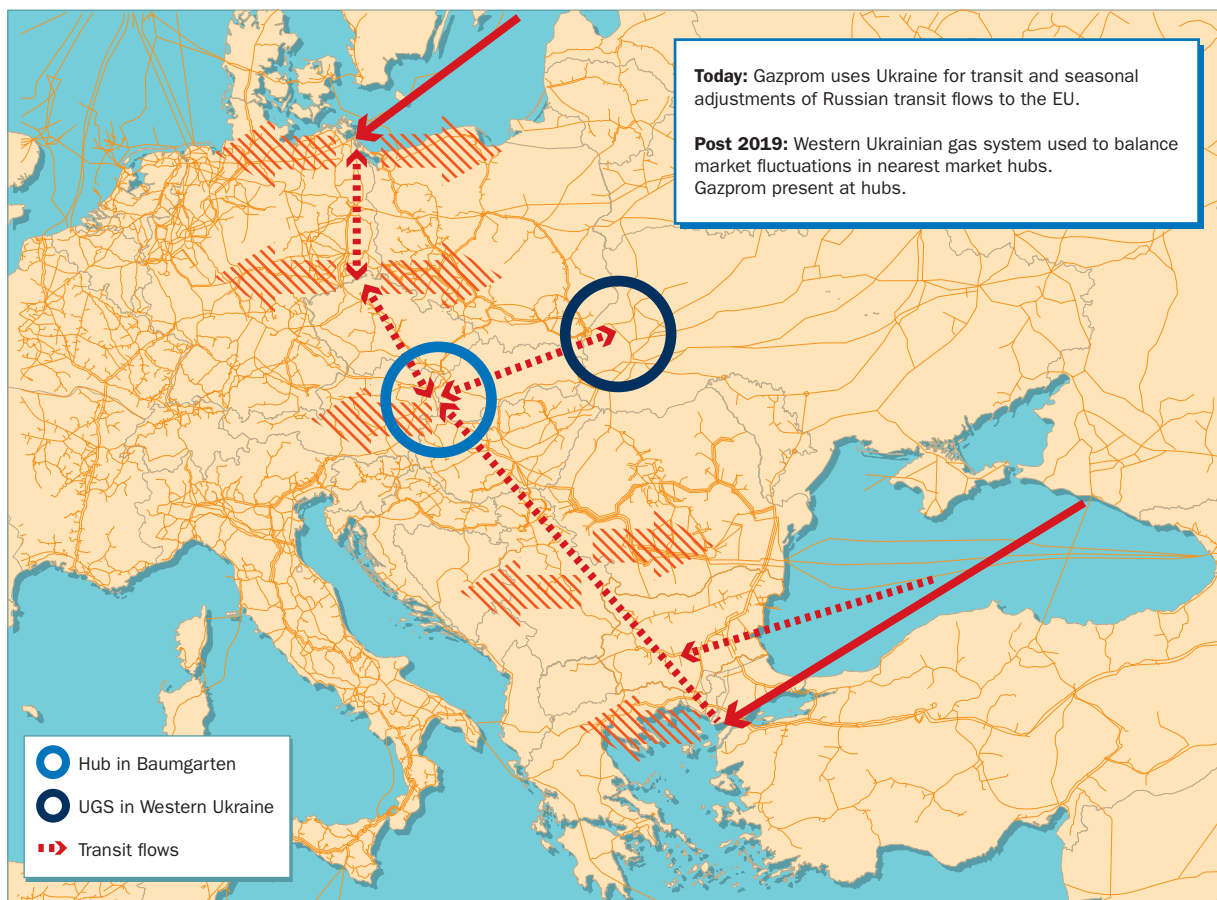 Today: Gazprom uses Ukraine for transit and seasonal
adjustments of Russian transit flows to the EU.
Post 2019: Western Ukrainian gas system used to balance
market fluctuations in nearest market hubs.
Gazprom present at hubs.
Hub in Baumgarten
UGS in Western Ukraine
Transit flows